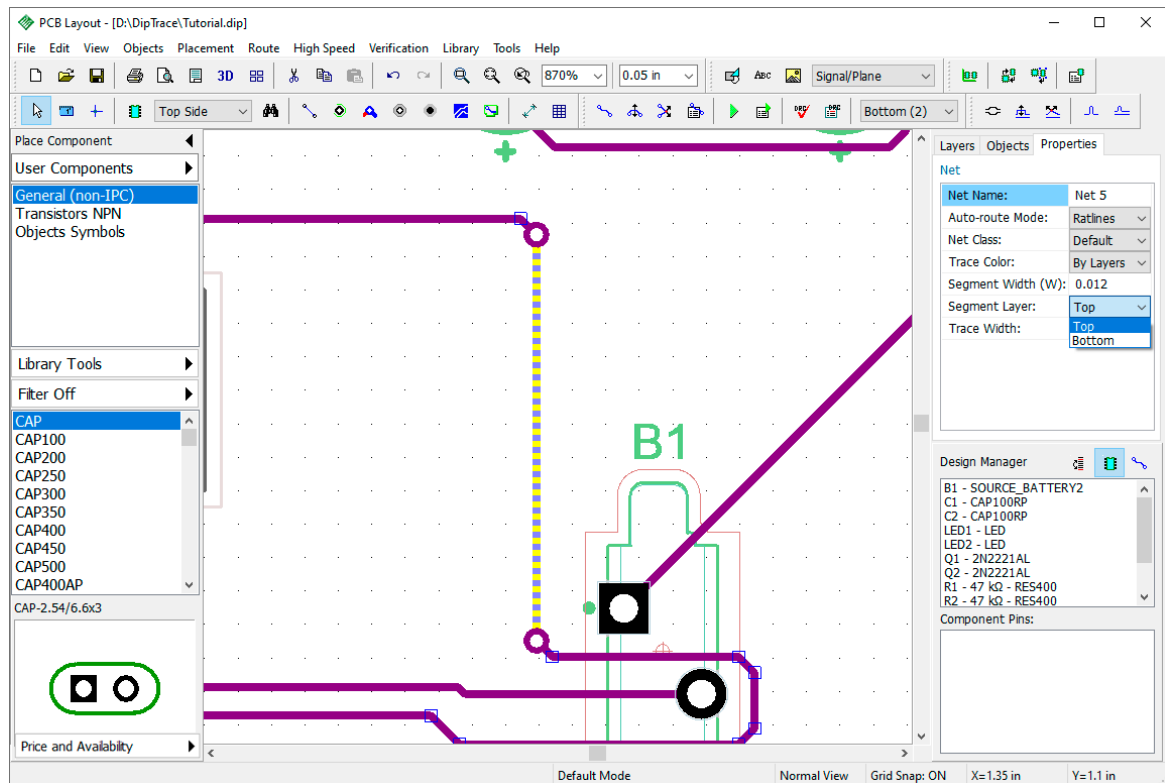 PCB Layout - [D:\DipTrace\Tutorial.dip]
File Edit View Objects Placement Route High Speed Verification Library Tools Help
3D 870% 0.05 in ABC Signal/Plane
Top Side DRC DRC Bottom (2)
Place Component
User Components
General (non-IPC)
Transistors NPN
Objects Symbols
Library Tools
Filter Off
CAP
CAP100
CAP200
CAP250
CAP300
CAP350
CAP400
CAP450
CAP500
CAP400AP
CAP-2.54/6.6x3
Price and Availability
B1
Layers Objects Properties
Net
Net Name: Net 5
Auto-route Mode: Ratlines
Net Class: Default
Trace Color: By Layers
Segment Width (W): 0.012
Segment Layer: Top
Trace Width: Top
Bottom
Design Manager
B1 - SOURCE_BATTERY2
C1 - CAP100RP
C2 - CAP100RP
LED1 - LED
LED2 - LED
Q1 - 2N2221AL
Q2 - 2N2221AL
R1 - 47 kΩ - RES400
R2 - 47 kΩ - RES400
Component Pins:
Default Mode Normal View Grid Snap: ON X=1.35 in Y=1.1 in